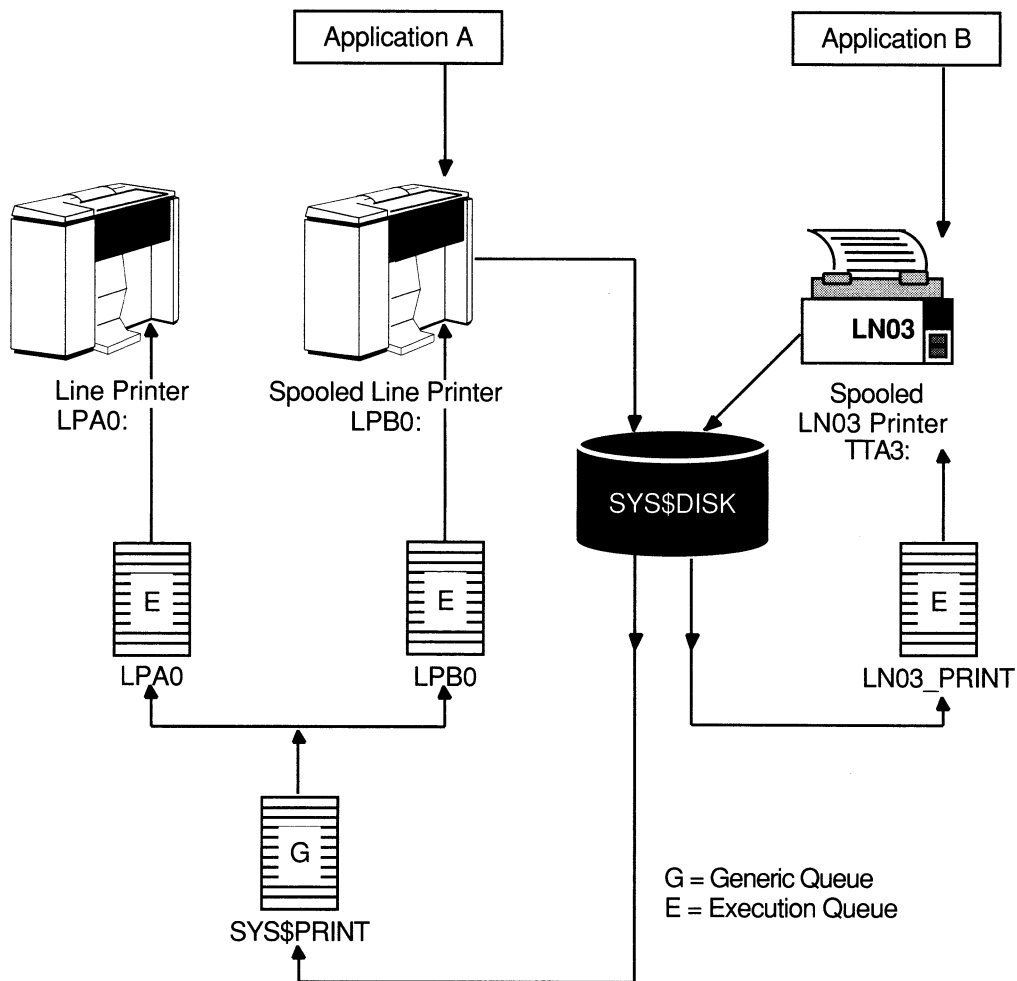 Application A
Application B
LN03
Line Printer
LPA0:
Spooled Line Printer
LPB0:
Spooled
LN03 Printer
TTA3:
SYS$DISK
E
LPA0
E
LPB0
E
LN03_PRINT
G
SYS$PRINT
G = Generic Queue
E = Execution Queue